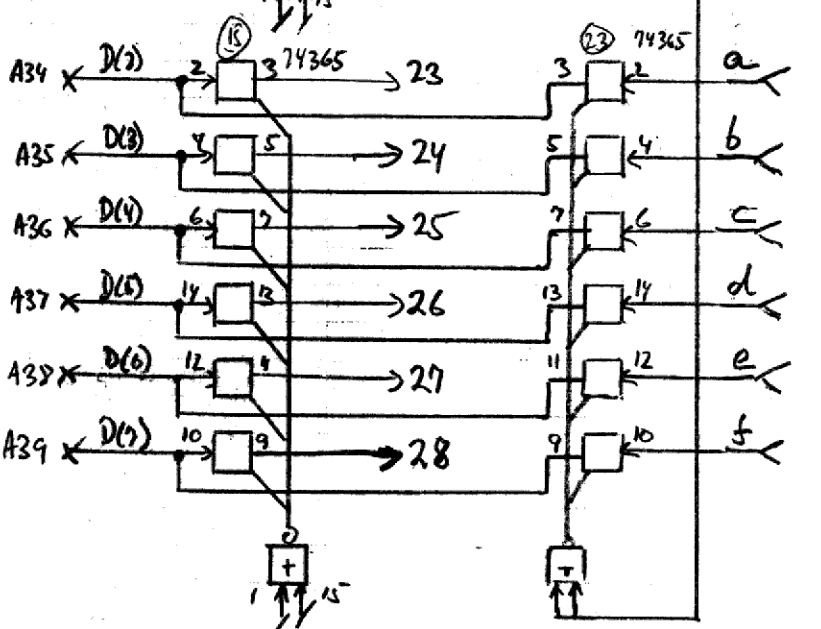 15
15 23 74365
A34 D(2) 2 3 74365 23 3 2 a
A35 D(3) 4 5 24 5 4 b
A36 D(4) 6 7 25 7 6 c
A37 D(5) 14 13 26 13 14 d
A38 D(6) 12 27 11 12 e
A39 D(7) 10 9 28 9 10 f
+
1 15